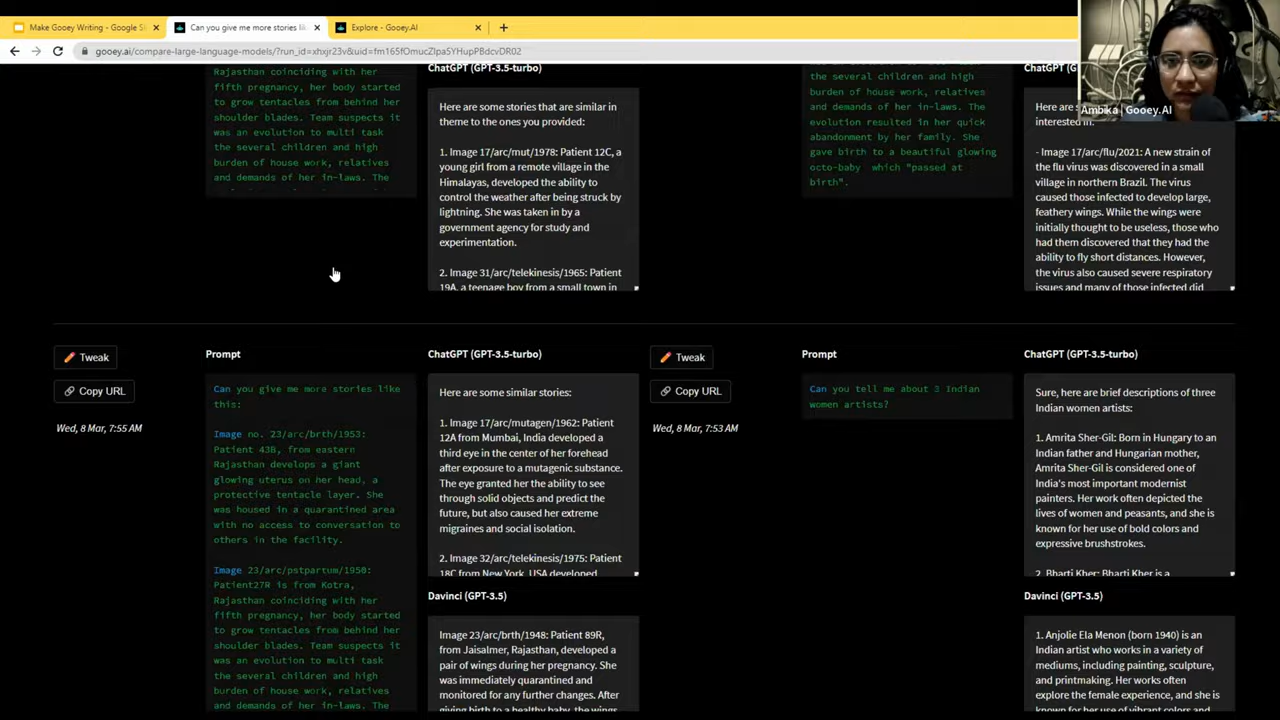 Make Gooey Writing - Google Sl
Can you give me more stories li
Explore - Gooey.AI
gooey.ai/compare-large-language-models/?run_id=xhxjr23v&uid=fm165fOmucZlpa5YHupPBdcvDR02
Ambika | Gooey.AI
Rajasthan coinciding with her
fifth pregnancy, her body started
to grow tentacles from behind her
shoulder blades. Team suspects it
was an evolution to multi task
the several children and high
burden of house work, relatives
and demands of her in-laws. The
ChatGPT (GPT-3.5-turbo)
Here are some stories that are similar in
theme to the ones you provided:
1. Image 17/arc/mut/1978: Patient 12C, a
young girl from a remote village in the
Himalayas, developed the ability to
control the weather after being struck by
lightning. She was taken in by a
government agency for study and
experimentation.
2. Image 31/arc/telekinesis/1965: Patient
19A, a teenage boy from a small town in
the several children and high
burden of house work, relatives
and demands of her in-laws. The
evolution resulted in her quick
abandonment by her family. She
gave birth to a beautiful glowing
octo-baby which "passed at
birth".
ChatGPT (G
Here are
interested in.
- Image 17/arc/flu/2021: A new strain of
the flu virus was discovered in a small
village in northern Brazil. The virus
caused those infected to develop large,
feathery wings. While the wings were
initially thought to be useless, those who
had them discovered that they had the
ability to fly short distances. However,
the virus also caused severe respiratory
issues and many of those infected did
Tweak
Copy URL
Wed, 8 Mar, 7:55 AM
Prompt
Can you give me more stories like
this:
Image no. 23/arc/brth/1953:
Patient 43B, from eastern
Rajasthan develops a giant
glowing uterus on her head, a
protective tentacle layer. She
was housed in a quarantined area
with no access to conversation to
others in the facility.
Image 23/arc/pstpartum/1950:
Patient27R is from Kotra,
Rajasthan coinciding with her
fifth pregnancy, her body started
to grow tentacles from behind her
shoulder blades. Team suspects it
was an evolution to multi task
the several children and high
burden of house work, relatives
and demands of her in-laws. The
ChatGPT (GPT-3.5-turbo)
Here are some similar stories:
1. Image 17/arc/mutagen/1962: Patient
12A from Mumbai, India developed a
third eye in the center of her forehead
after exposure to a mutagenic substance.
The eye granted her the ability to see
through solid objects and predict the
future, but also caused her extreme
migraines and social isolation.
2. Image 32/arc/telekinesis/1975: Patient
18C from New York, USA developed
Davinci (GPT-3.5)
Image 23/arc/brth/1948: Patient 89R,
from Jaisalmer, Rajasthan, developed a
pair of wings during her pregnancy. She
was immediately quarantined and
monitored for any further changes. After
giving birth to a healthy baby, the wings
Tweak
Copy URL
Wed, 8 Mar, 7:53 AM
Prompt
Can you tell me about 3 Indian
women artists?
ChatGPT (GPT-3.5-turbo)
Sure, here are brief descriptions of three
Indian women artists:
1. Amrita Sher-Gil: Born in Hungary to an
Indian father and Hungarian mother,
Amrita Sher-Gil is considered one of
India's most important modernist
painters. Her work often depicted the
lives of women and peasants, and she is
known for her use of bold colors and
expressive brushstrokes.
2. Bharti Kher: Bharti Kher is a
Davinci (GPT-3.5)
1. Anjolie Ela Menon (born 1940) is an
Indian artist who works in a variety of
mediums, including painting, sculpture,
and printmaking. Her works often
explore the female experience, and she is
known for her use of vibrant colors and